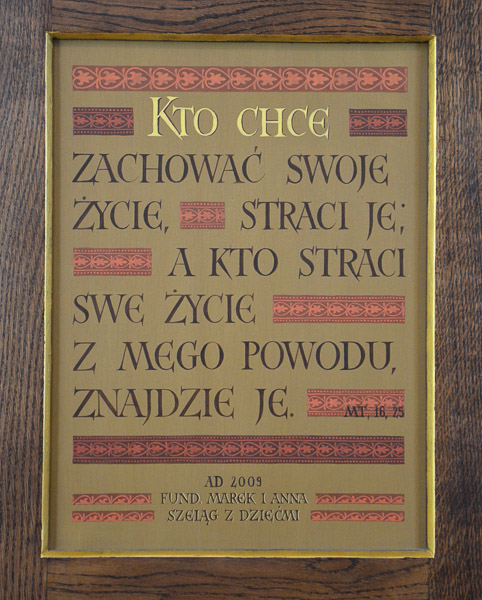 Kto chce
zachować swoje
życie, straci je;
a kto straci
swe życie
z mego powodu,
znajdzie je. Mt, 16, 25
AD 2009
FUND. MAREK I ANNA
SZELĄG Z DZIEĆMI